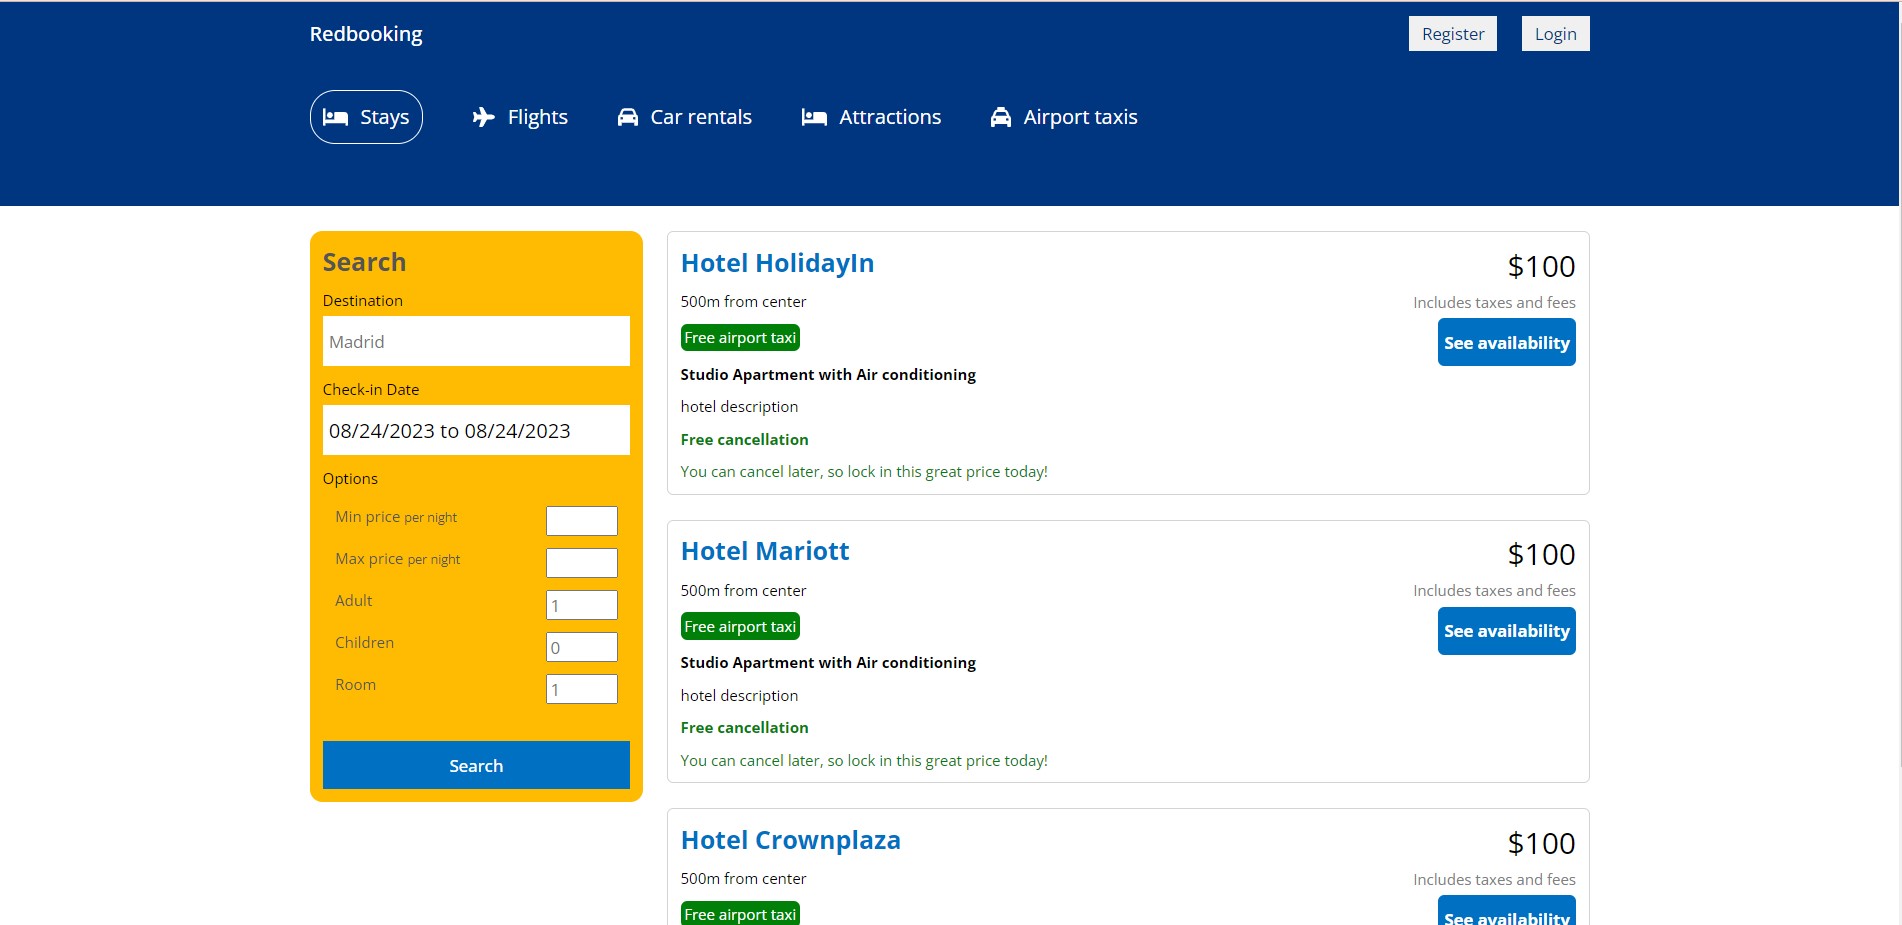 Redbooking
Register
Login
Stays
Flights
Car rentals
Attractions
Airport taxis
Search
Destination
Madrid
Check-in Date
08/24/2023 to 08/24/2023
Options
Min price per night
Max price per night
Adult
1
Children
0
Room
1
Search
Hotel HolidayIn
$100
500m from center
Includes taxes and fees
Free airport taxi
See availability
Studio Apartment with Air conditioning
hotel description
Free cancellation
You can cancel later, so lock in this great price today!
Hotel Mariott
$100
500m from center
Includes taxes and fees
Free airport taxi
See availability
Studio Apartment with Air conditioning
hotel description
Free cancellation
You can cancel later, so lock in this great price today!
Hotel Crownplaza
$100
500m from center
Includes taxes and fees
Free airport taxi
See availability